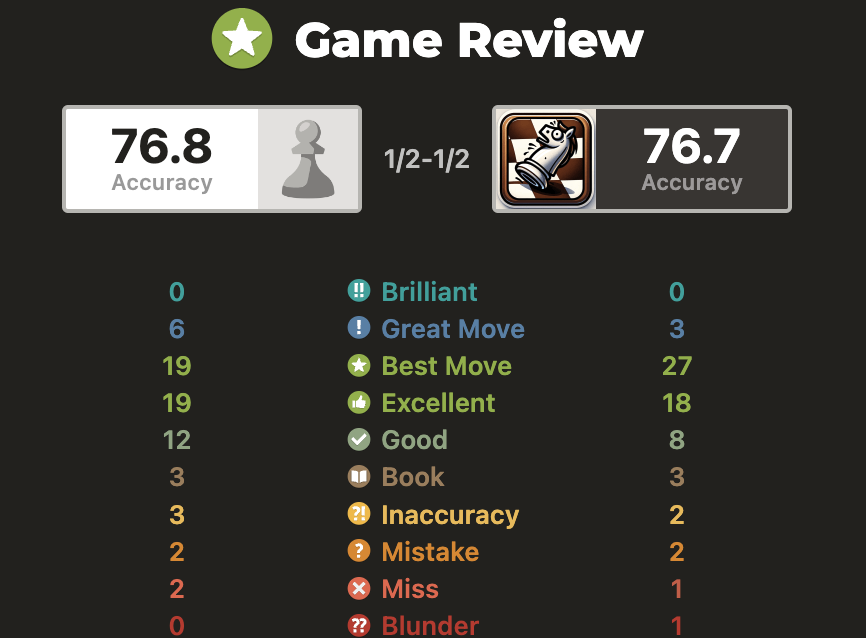 Game Review
76.8 1/2-1/2 76.7
Accuracy Accuracy
0 !! Brilliant 0
6 ! Great Move 3
19 Best Move 27
19 Excellent 18
12 Good 8
3 Book 3
3 ?! Inaccuracy 2
2 ? Mistake 2
2 Miss 1
0 ?? Blunder 1